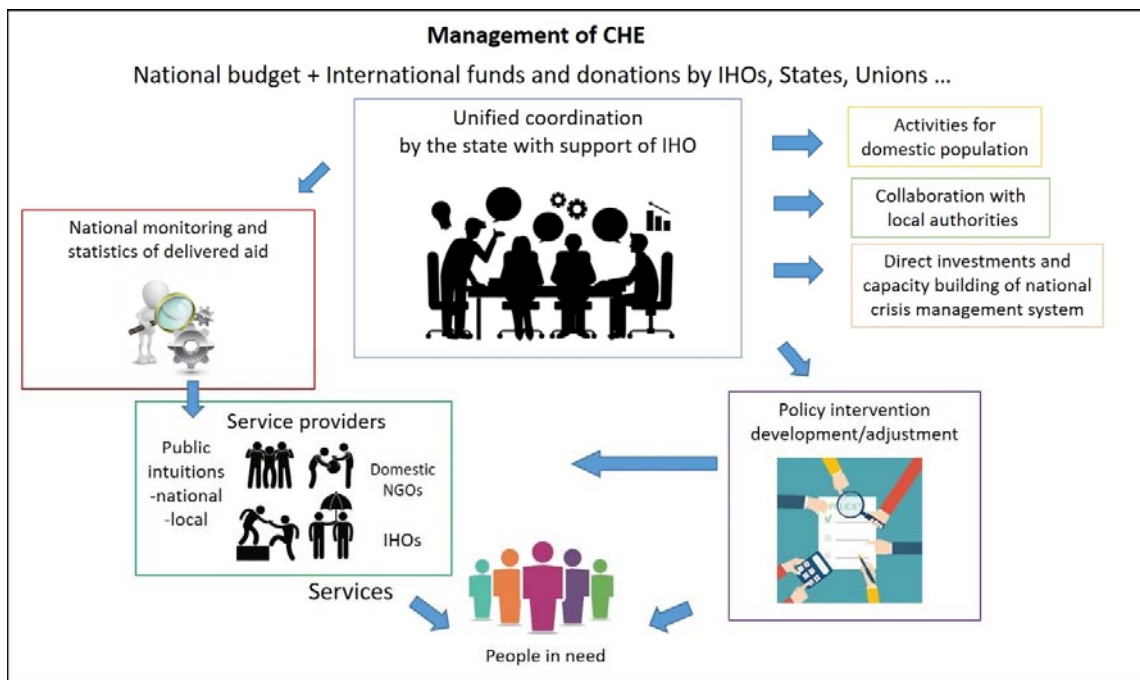 Management of CHE
National budget + International funds and donations by IHOs, States, Unions ...
Unified coordination
by the state with support of IHO
Activities for
domestic population
Collaboration with
local authorities
Direct investments and
capacity building of national
crisis management system
National monitoring and
statistics of delivered aid
Service providers
Public
intuitions
-national
-local
Domestic
NGOs
IHOs
Services
Policy intervention
development/adjustment
POLICY
People in need